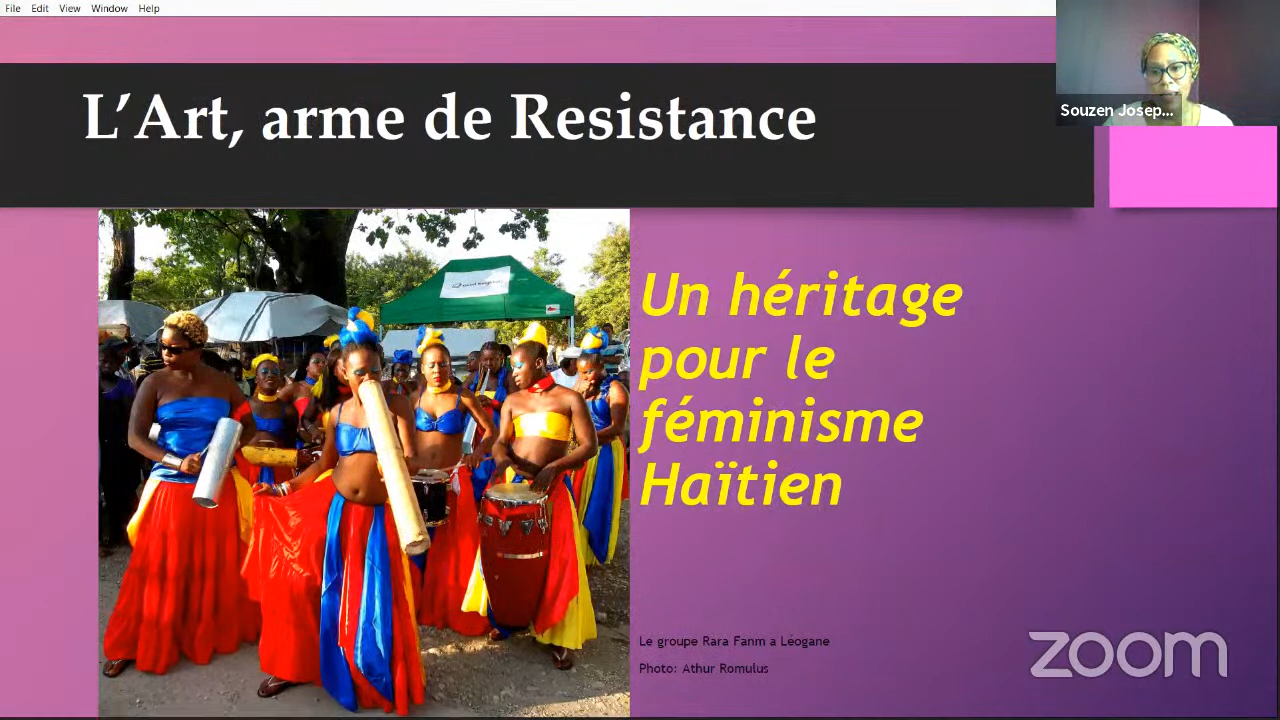 File Edit View Window Help
L’Art, arme de Resistance
Souzen Josep...
Un héritage
pour le
féminisme
Haïtien
Le groupe Rara Fanm a Léogane
Photo: Athur Romulus
zoom